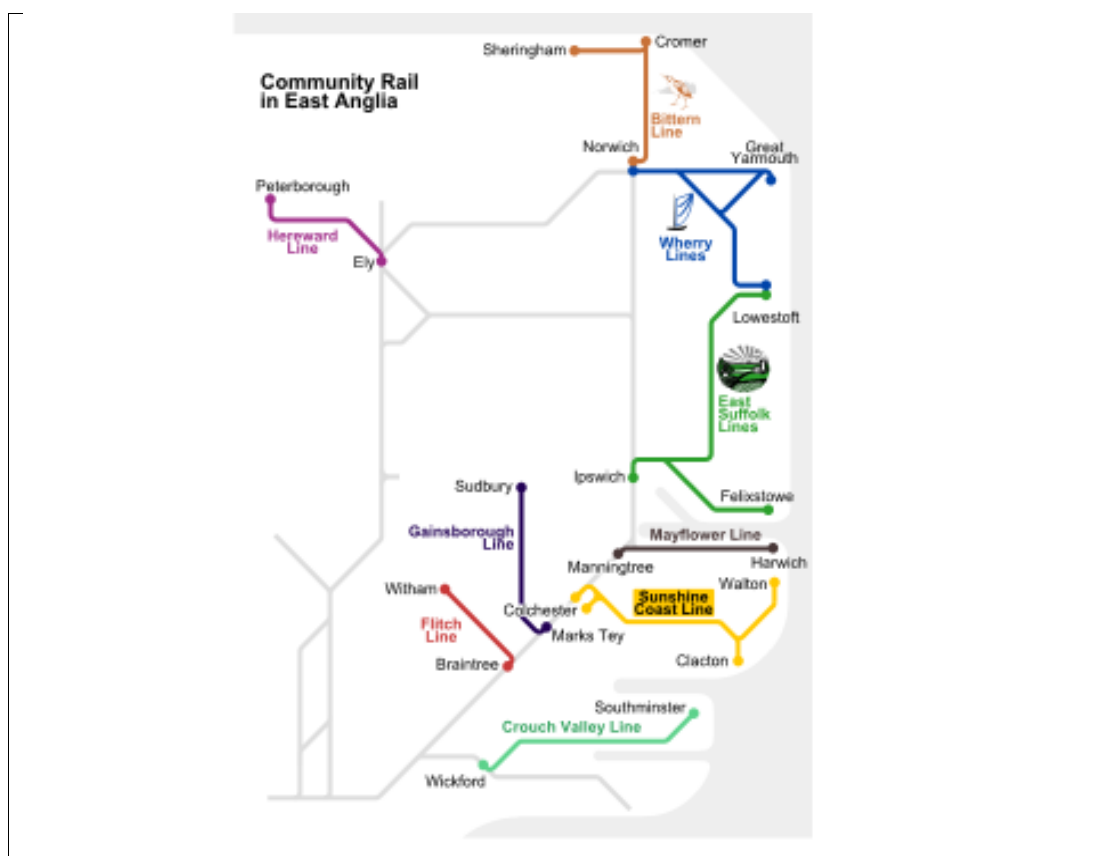 Cromer
Sheringham
Community Rail
in East Anglia
Bittern
Line
Norwich
Great
Yarmouth
Peterborough
Hereward
Line
Wherry
Lines
Ely
Lowestoft
East
Suffolk
Lines
Ipswich
Sudbury
Felixstowe
Gainsborough
Line
Mayflower Line
Harwich
Manningtree
Walton
Witham
Sunshine
Coast Line
Colchester
Flitch
Line
Marks Tey
Braintree
Clacton
Southminster
Crouch Valley Line
Wickford